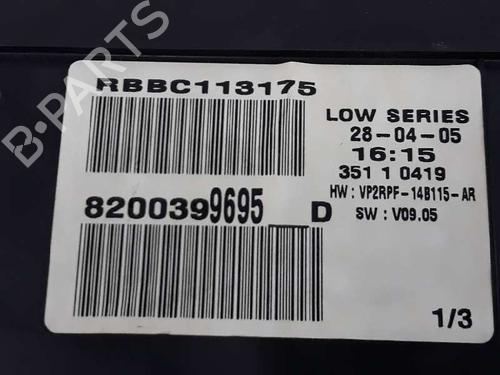 RBBC113175
LOW SERIES
28-04-05
16:15
351 1 0419
HW : VP2RPF-14B115-AR
SW : V09.05
8200399695__D
1/3
B-PARTS